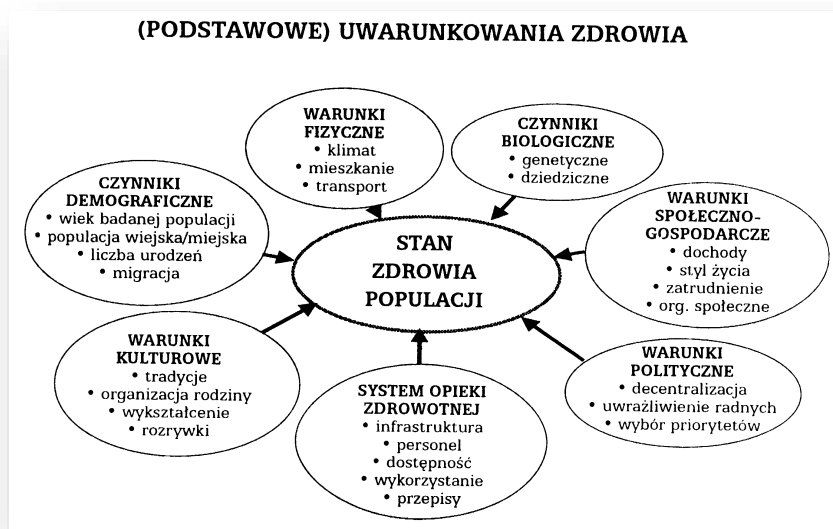 (PODSTAWOWE) UWARUNKOWANIA ZDROWIA
WARUNKI
FIZYCZNE
• klimat
• mieszkanie
• transport
CZYNNIKI
BIOLOGICZNE
• genetyczne
• dziedziczne
CZYNNIKI
DEMOGRAFICZNE
• wiek badanej populacji
• populacja wiejska/miejska
• liczba urodzeń
• migracja
WARUNKI
SPOŁECZNO-
GOSPODARCZE
• dochody
• styl życia
• zatrudnienie
• org. społeczne
STAN
ZDROWIA
POPULACJI
WARUNKI
KULTUROWE
• tradycje
• organizacja rodziny
• wykształcenie
• rozrywki
SYSTEM OPIEKI
ZDROWOTNEJ
• infrastruktura
• personel
• dostępność
• wykorzystanie
• przepisy
WARUNKI
POLITYCZNE
• decentralizacja
• uwrażliwienie radnych
• wybór priorytetów